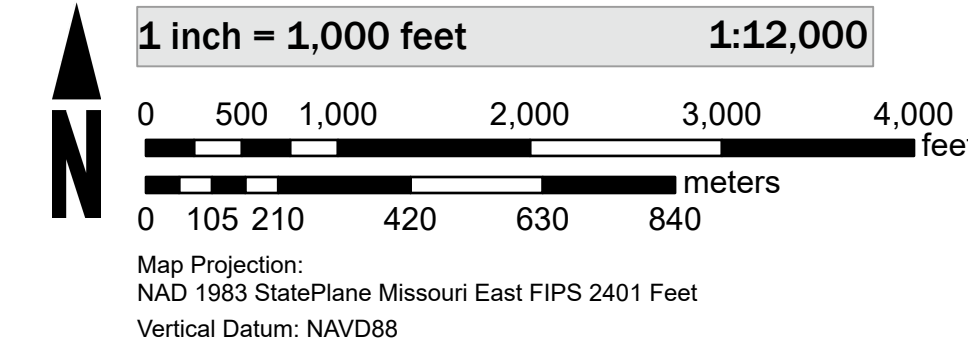 N
1 inch = 1,000 feet 1:12,000
0 500 1,000 2,000 3,000 4,000
feet
meters
0 105 210 420 630 840
Map Projection:
NAD 1983 StatePlane Missouri East FIPS 2401 Feet
Vertical Datum: NAVD88